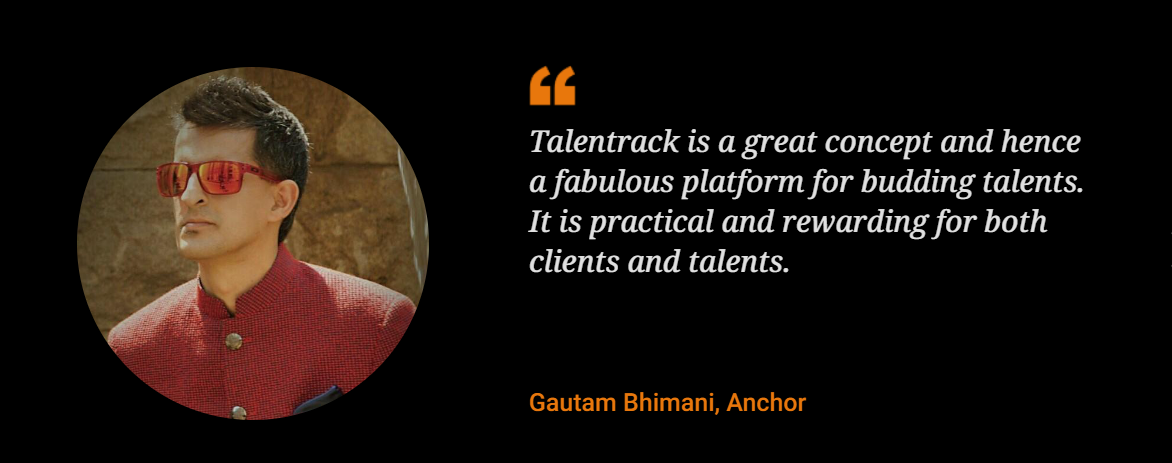 “
Talentrack is a great concept and hence
a fabulous platform for budding talents.
It is practical and rewarding for both
clients and talents.
Gautam Bhimani, Anchor